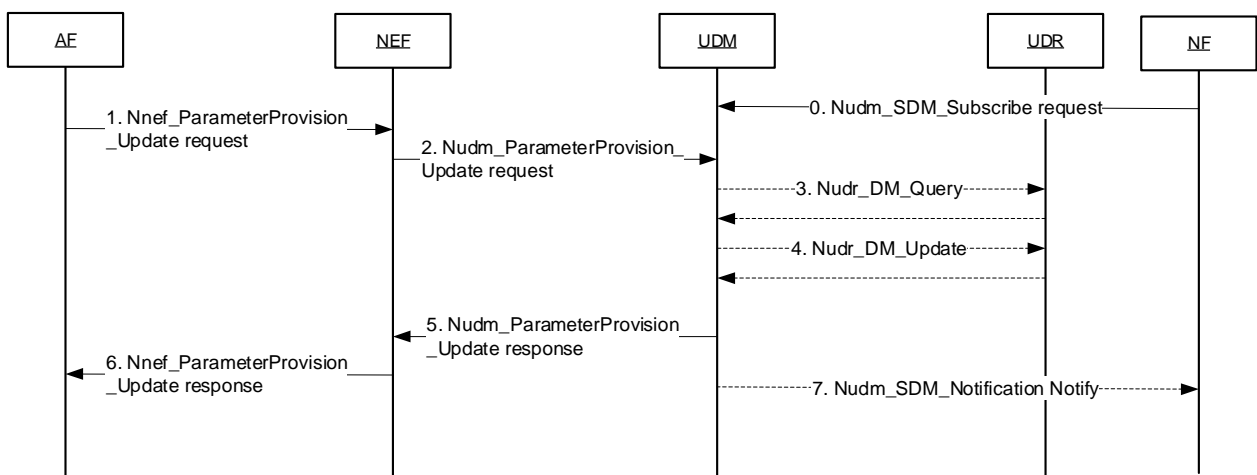 AF
NEF
UDM
UDR
NF
0. Nudm_SDM_Subscribe request
1. Nnef_ParameterProvision
_Update request
2. Nudm_ParameterProvision_
Update request
3. Nudr_DM_Query
4. Nudr_DM_Update
5. Nudm_ParameterProvision
_Update response
6. Nnef_ParameterProvision
_Update response
7. Nudm_SDM_Notification Notify